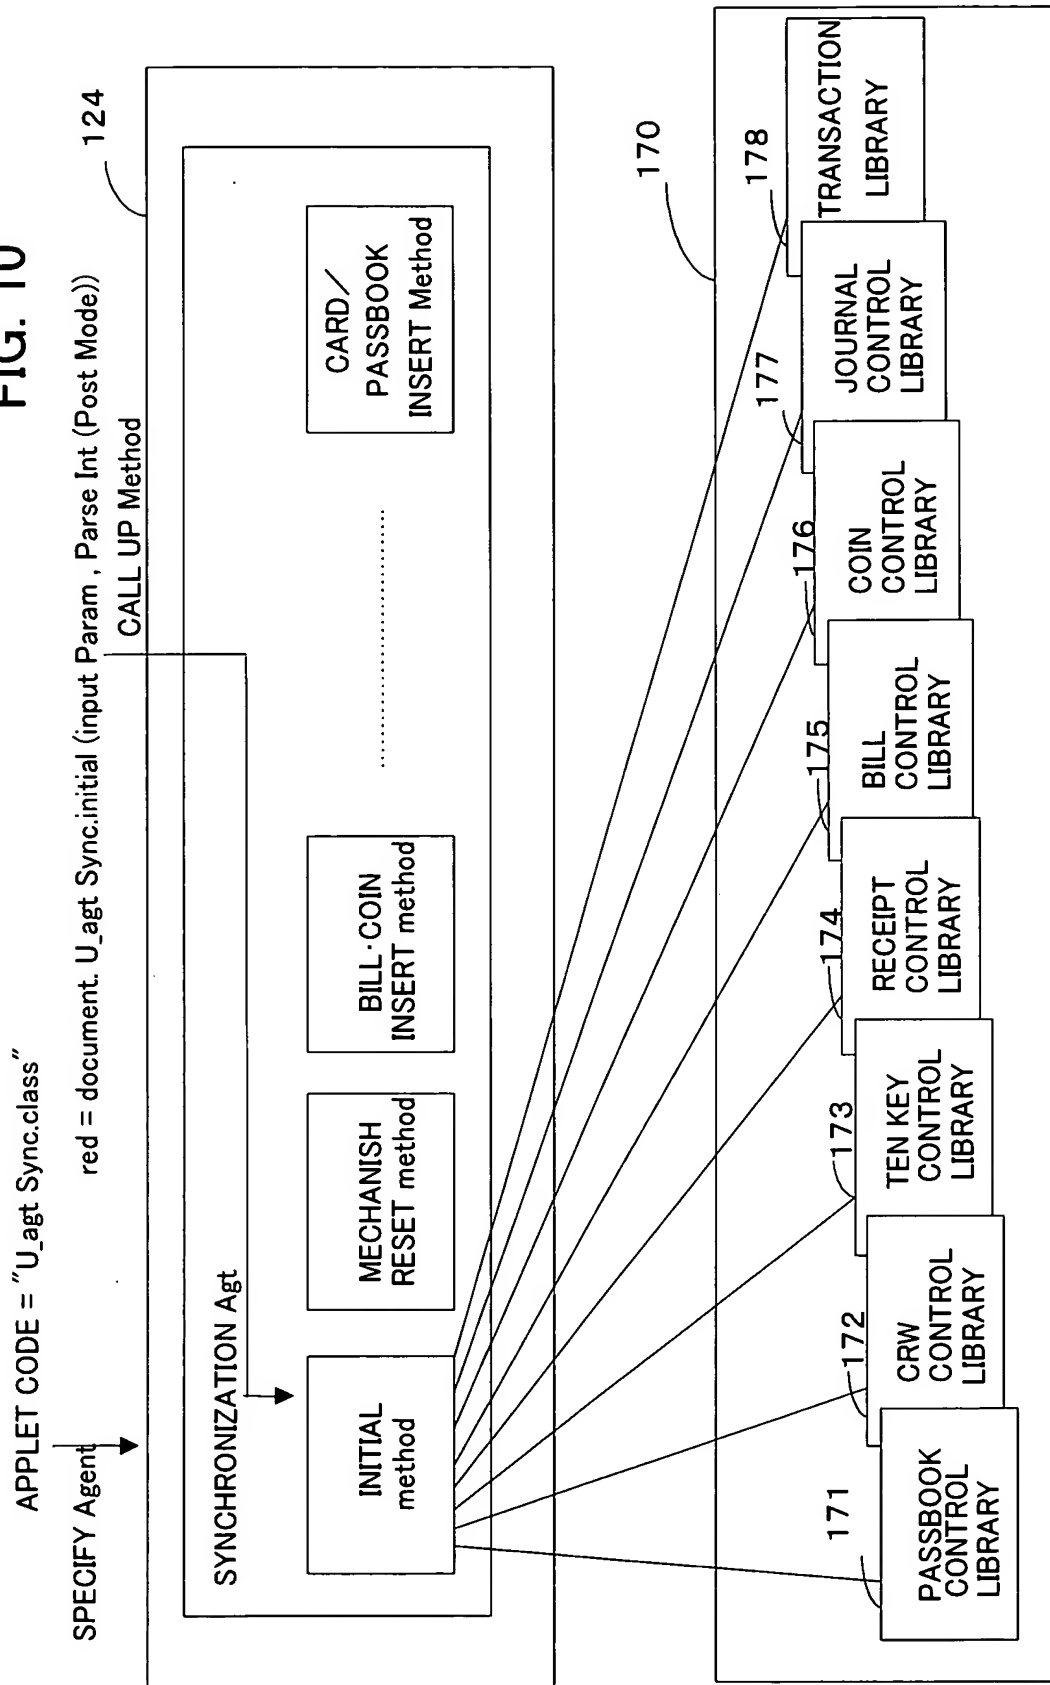 FIG. 10
APPLET CODE = "U_agt Sync.class"
SPECIFY Agent
red = document. U_agt Sync.initial (input Param , Parse Int (Post Mode))
CALL UP Method
124
SYNCHRONIZATION Agt
INITIAL
method
MECHANISH
RESET method
BILL·COIN
INSERT method
CARD/
PASSBOOK
INSERT Method
170
171
PASSBOOK
CONTROL
LIBRARY
172
CRW
CONTROL
LIBRARY
173
TEN KEY
CONTROL
LIBRARY
174
RECEIPT
CONTROL
LIBRARY
175
BILL
CONTROL
LIBRARY
176
COIN
CONTROL
LIBRARY
177
JOURNAL
CONTROL
LIBRARY
178
TRANSACTION
LIBRARY